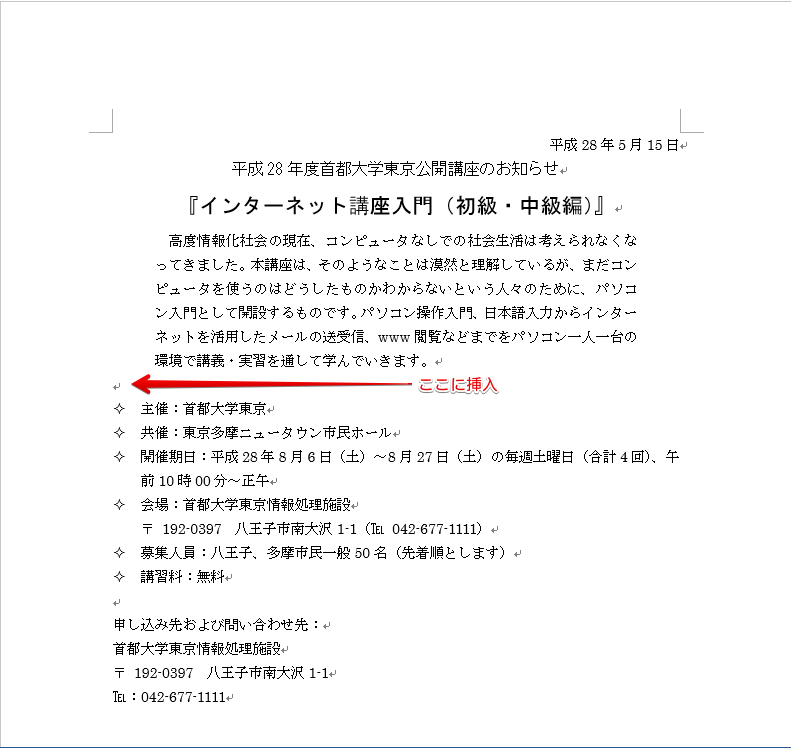 平成 28 年 5 月 15 日
平成 28 年度首都大学東京公開講座のお知らせ
『インターネット講座入門（初級・中級編）』
高度情報化社会の現在、コンピュータなしでの社会生活は考えられなくな
ってきました。本講座は、そのようなことは漠然と理解しているが、まだコン
ピュータを使うのはどうしたものかわからないという人々のために、パソコ
ン入門として開設するものです。パソコン操作入門、日本語入力からインター
ネットを活用したメールの送受信、www 閲覧などまでをパソコン一人一台の
環境で講義・実習を通して学んでいきます。
ここに挿入
✧ 主催：首都大学東京
✧ 共催：東京多摩ニュータウン市民ホール
✧ 開催期日：平成 28 年 8 月 6 日（土）～8 月 27 日（土）の毎週土曜日（合計 4 回）、午
前 10 時 00 分～正午
✧ 会場：首都大学東京情報処理施設
〒 192-0397 八王子市南大沢 1-1（℡ 042-677-1111）
✧ 募集人員：八王子、多摩市民一般 50 名（先着順とします）
✧ 講習料：無料
申し込み先および問い合わせ先：
首都大学東京情報処理施設
〒 192-0397 八王子市南大沢 1-1
℡：042-677-1111